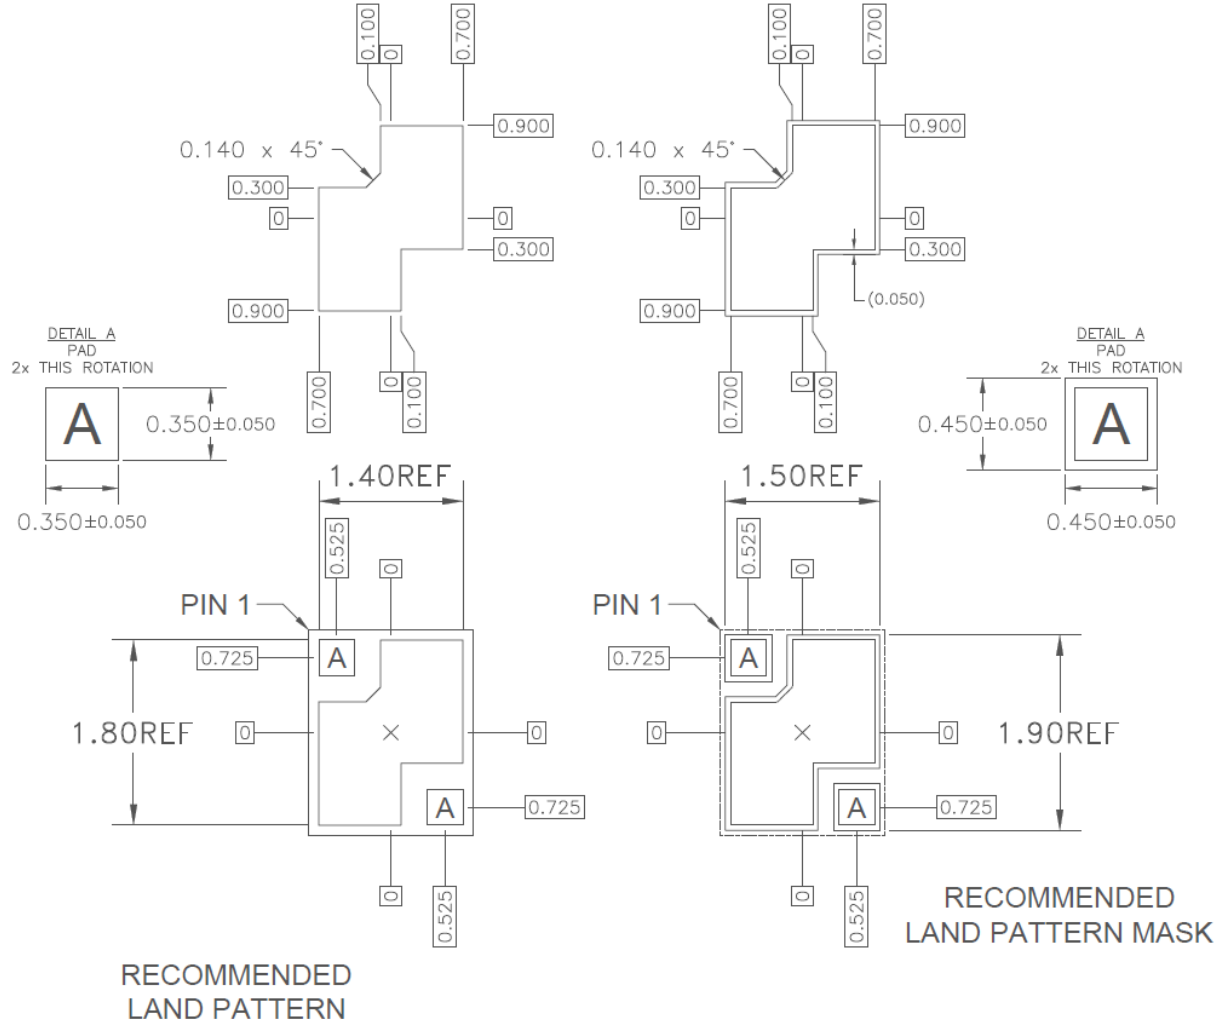 0.100
0
0.700
0.900
0.140 x 45°
0.300
0
0
0.300
0.900
0.700
0
0.100
0.100
0
0.700
0.900
0.140 x 45°
0.300
0
0
0.300
(0.050)
0.900
0.700
0
0.100
DETAIL A
PAD
2x THIS ROTATION
A
0.350±0.050
0.350±0.050
DETAIL A
PAD
2x THIS ROTATION
0.450±0.050
A
0.450±0.050
1.40REF
0.525
0
PIN 1
A
0.725
1.80REF
0
0
A
0.725
0
0.525
RECOMMENDED
LAND PATTERN
1.50REF
0.525
0
PIN 1
A
0.725
0
0
1.90REF
A
0.725
0
0.525
RECOMMENDED
LAND PATTERN MASK